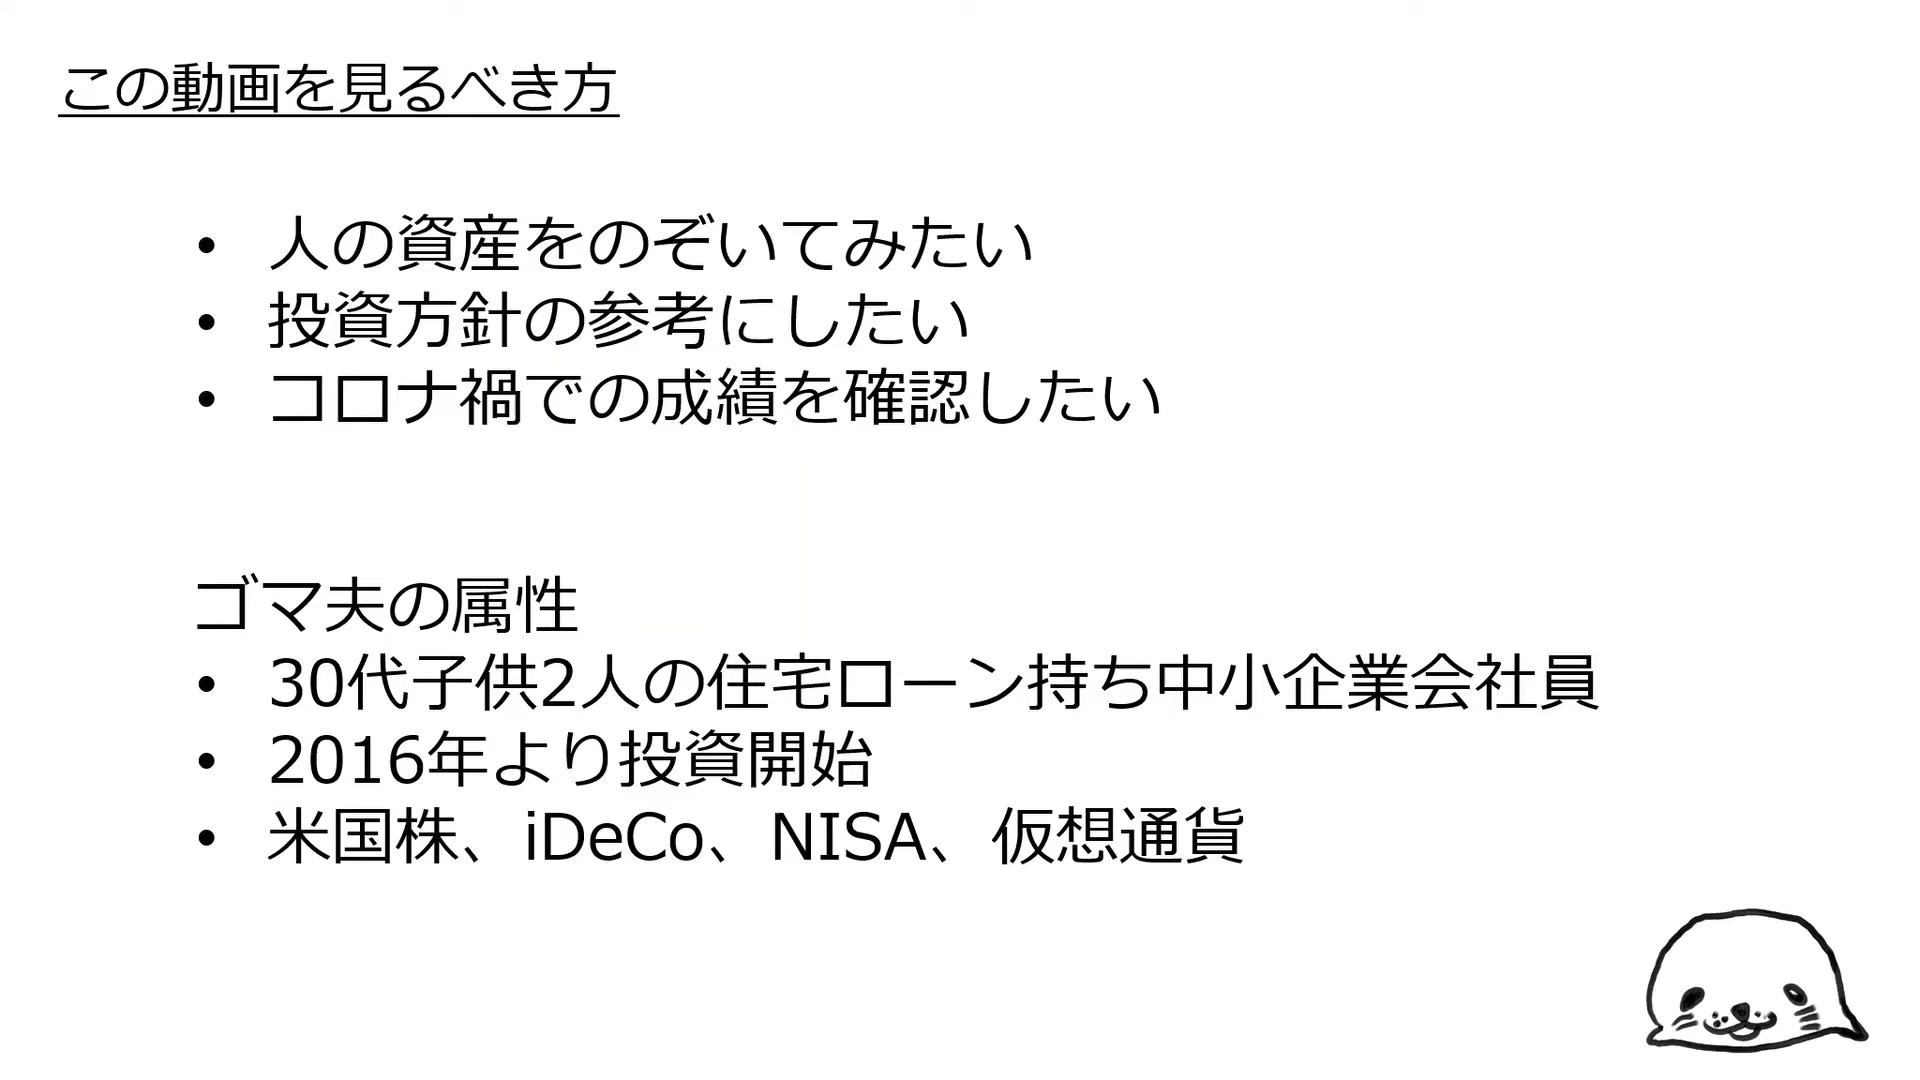 この動画を見るべき方
• 人の資産をのぞいてみたい
• 投資方針の参考にしたい
• コロナ禍での成績を確認したい
ゴマ夫の属性
• 30代子供2人の住宅ローン持ち中小企業会社員
• 2016年より投資開始
• 米国株、iDeCo、NISA、仮想通貨